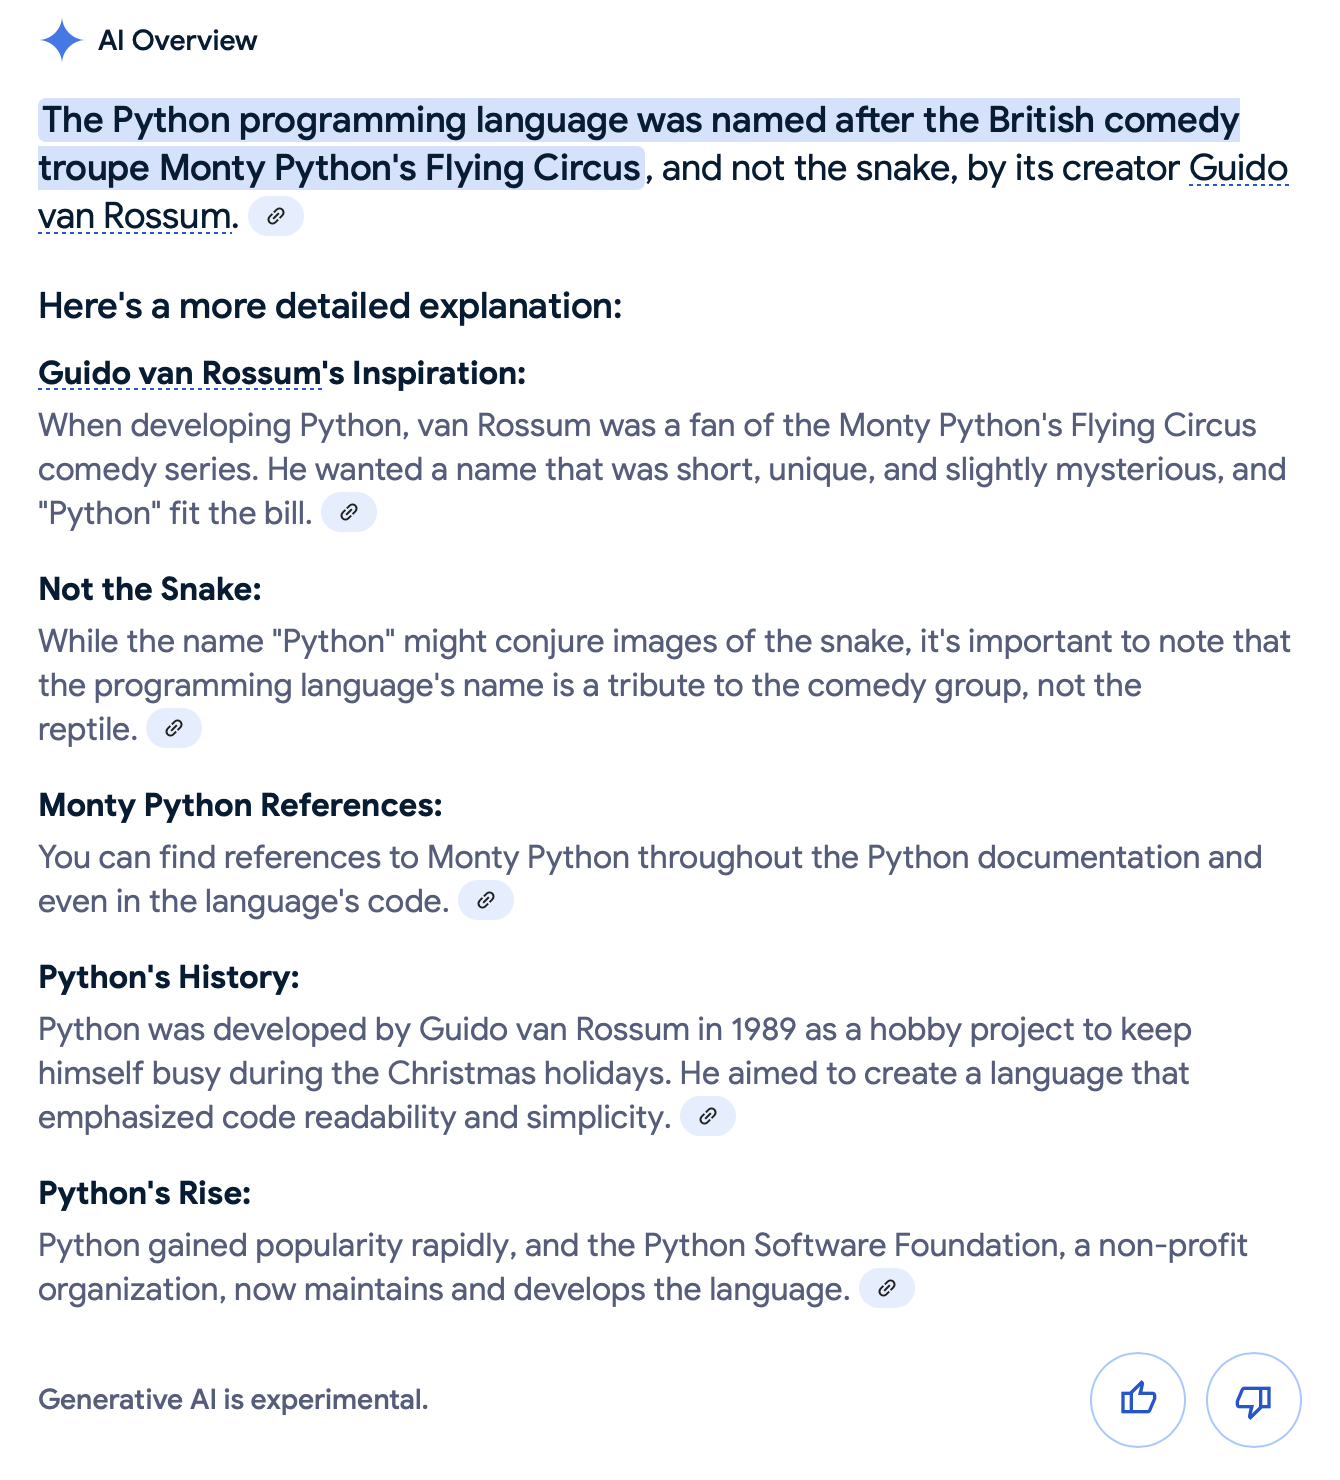 AI Overview
The Python programming language was named after the British comedy
troupe Monty Python's Flying Circus, and not the snake, by its creator Guido
van Rossum.
Here's a more detailed explanation:
Guido van Rossum's Inspiration:
When developing Python, van Rossum was a fan of the Monty Python's Flying Circus
comedy series. He wanted a name that was short, unique, and slightly mysterious, and
"Python" fit the bill.
Not the Snake:
While the name "Python" might conjure images of the snake, it's important to note that
the programming language's name is a tribute to the comedy group, not the
reptile.
Monty Python References:
You can find references to Monty Python throughout the Python documentation and
even in the language's code.
Python's History:
Python was developed by Guido van Rossum in 1989 as a hobby project to keep
himself busy during the Christmas holidays. He aimed to create a language that
emphasized code readability and simplicity.
Python's Rise:
Python gained popularity rapidly, and the Python Software Foundation, a non-profit
organization, now maintains and develops the language.
Generative AI is experimental.